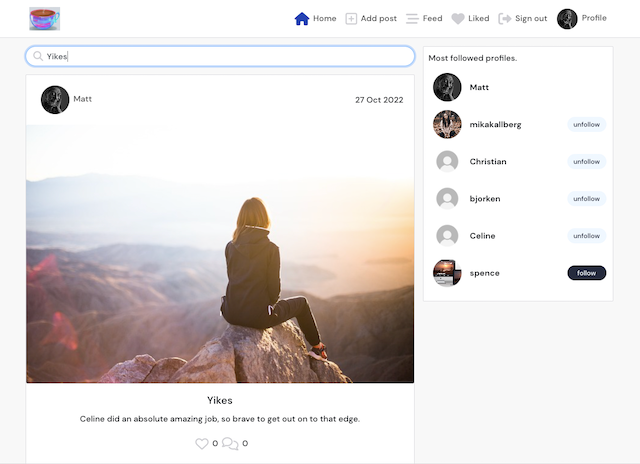 Home Add post Feed Liked Sign out Profile
Yikes
Most followed profiles.
Matt
27 Oct 2022
Matt
mikakallberg unfollow
Christian unfollow
bjorken unfollow
Celine unfollow
spence follow
Yikes
Celine did an absolute amazing job, so brave to get out on to that edge.
0 0